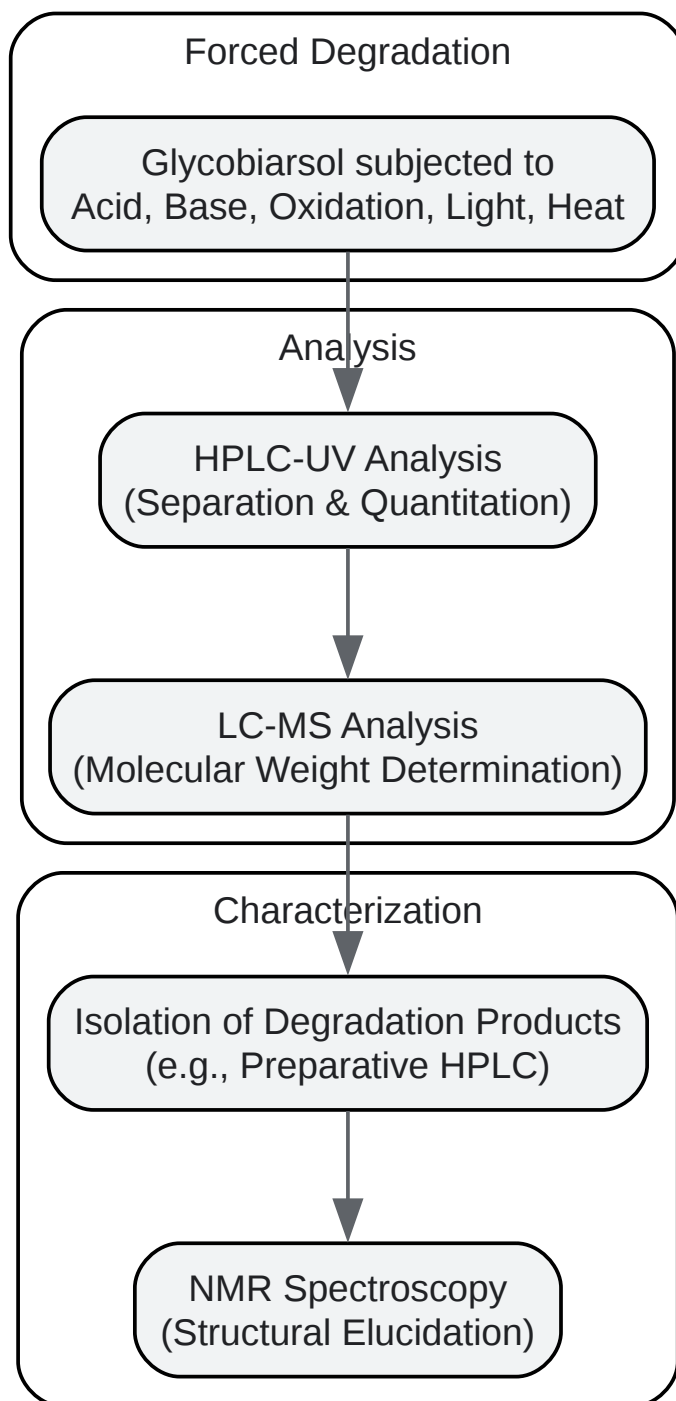 Forced Degradation
Glycobiarsol subjected to
Acid, Base, Oxidation, Light, Heat
Analysis
HPLC-UV Analysis
(Separation & Quantitation)
LC-MS Analysis
(Molecular Weight Determination)
Characterization
Isolation of Degradation Products
(e.g., Preparative HPLC)
NMR Spectroscopy
(Structural Elucidation)